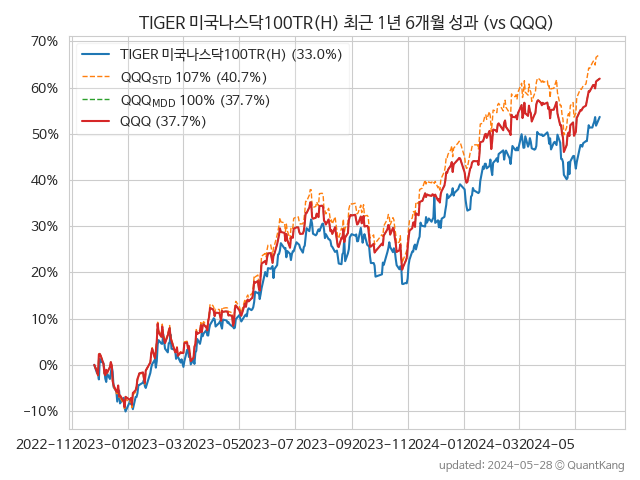 TIGER 미국나스닥100TR(H) 최근 1년 6개월 성과 (vs QQQ)
70%
60%
50%
40%
30%
20%
10%
0%
−10%
TIGER 미국나스닥100TR(H) (33.0%)
QQQSTD 107% (40.7%)
QQQMDD 100% (37.7%)
QQQ (37.7%)
2022-11 2023-01 2023-03 2023-05 2023-07 2023-09 2023-11 2024-01 2024-03 2024-05
updated: 2024-05-28 © QuantKang